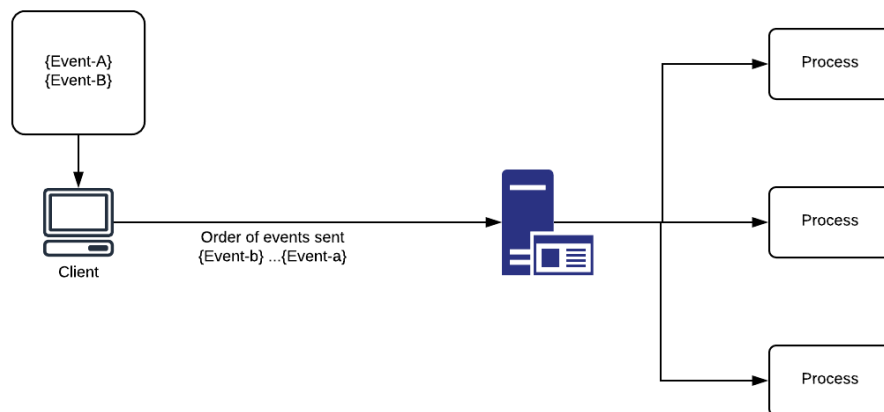 {Event-A}
{Event-B}
Client
Order of events sent
{Event-b} ...{Event-a}
Process
Process
Process